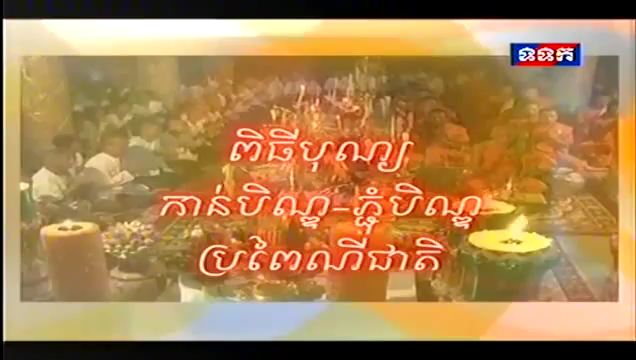 ទទក
ពិធីបុណ្យ
កាន់បិណ្ឌ-ភ្ជុំបិណ្ឌ
ប្រពៃណីជាតិ